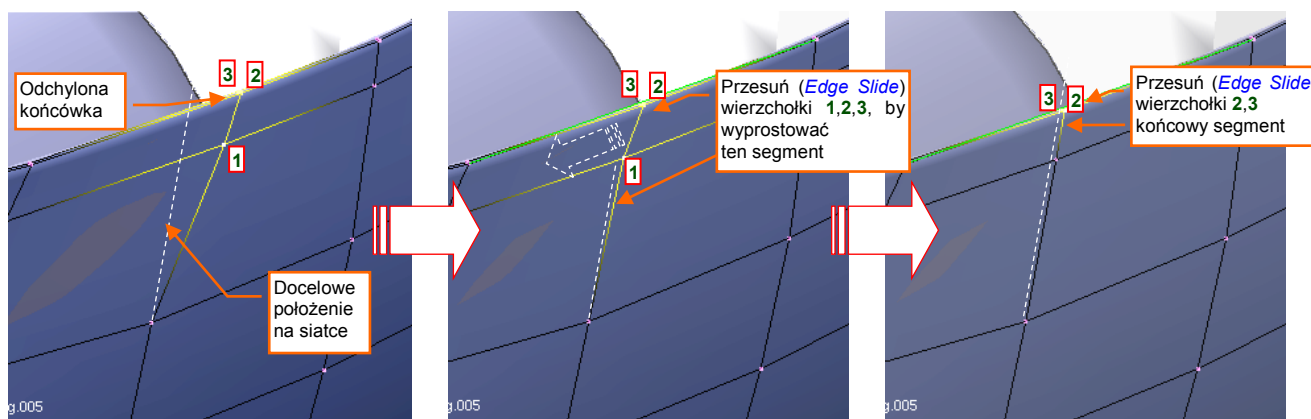 Odchylona
końcówka
3 2
1
Docelowe
położenie
na siatce
g.005
3 2
1
Przesuń (Edge Slide)
wierzchołki 1,2,3, by
wyprostować
ten segment
g.005
3 2
Przesuń (Edge Slide
wierzchołki 2,3
końcowy segment
g.005